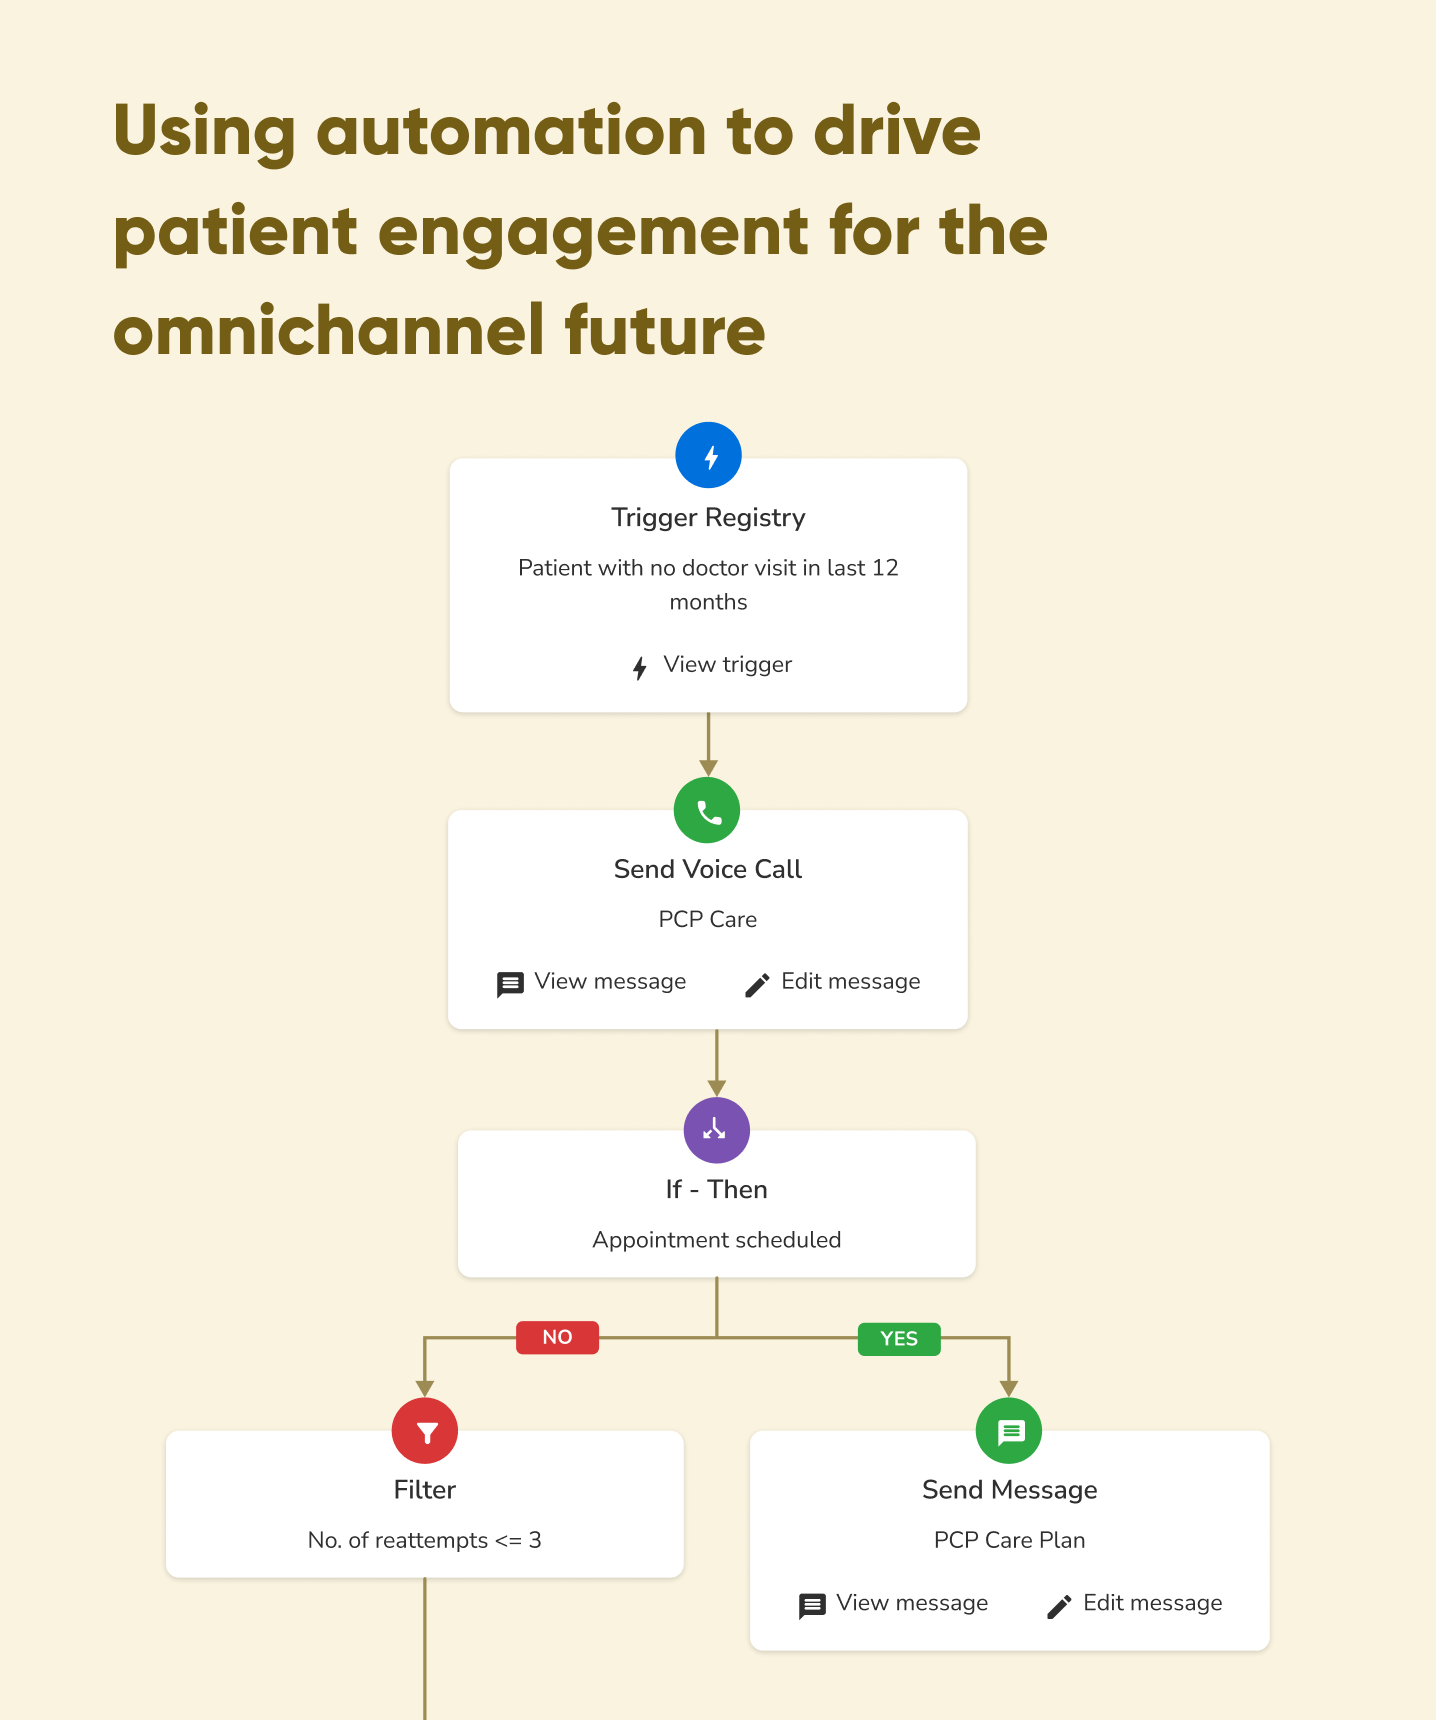 Using automation to drive
patient engagement for the
omnichannel future
Trigger Registry
Patient with no doctor visit in last 12
months
View trigger
Send Voice Call
PCP Care
View message Edit message
If - Then
Appointment scheduled
NO YES
Filter
No. of reattempts <= 3
Send Message
PCP Care Plan
View message Edit message